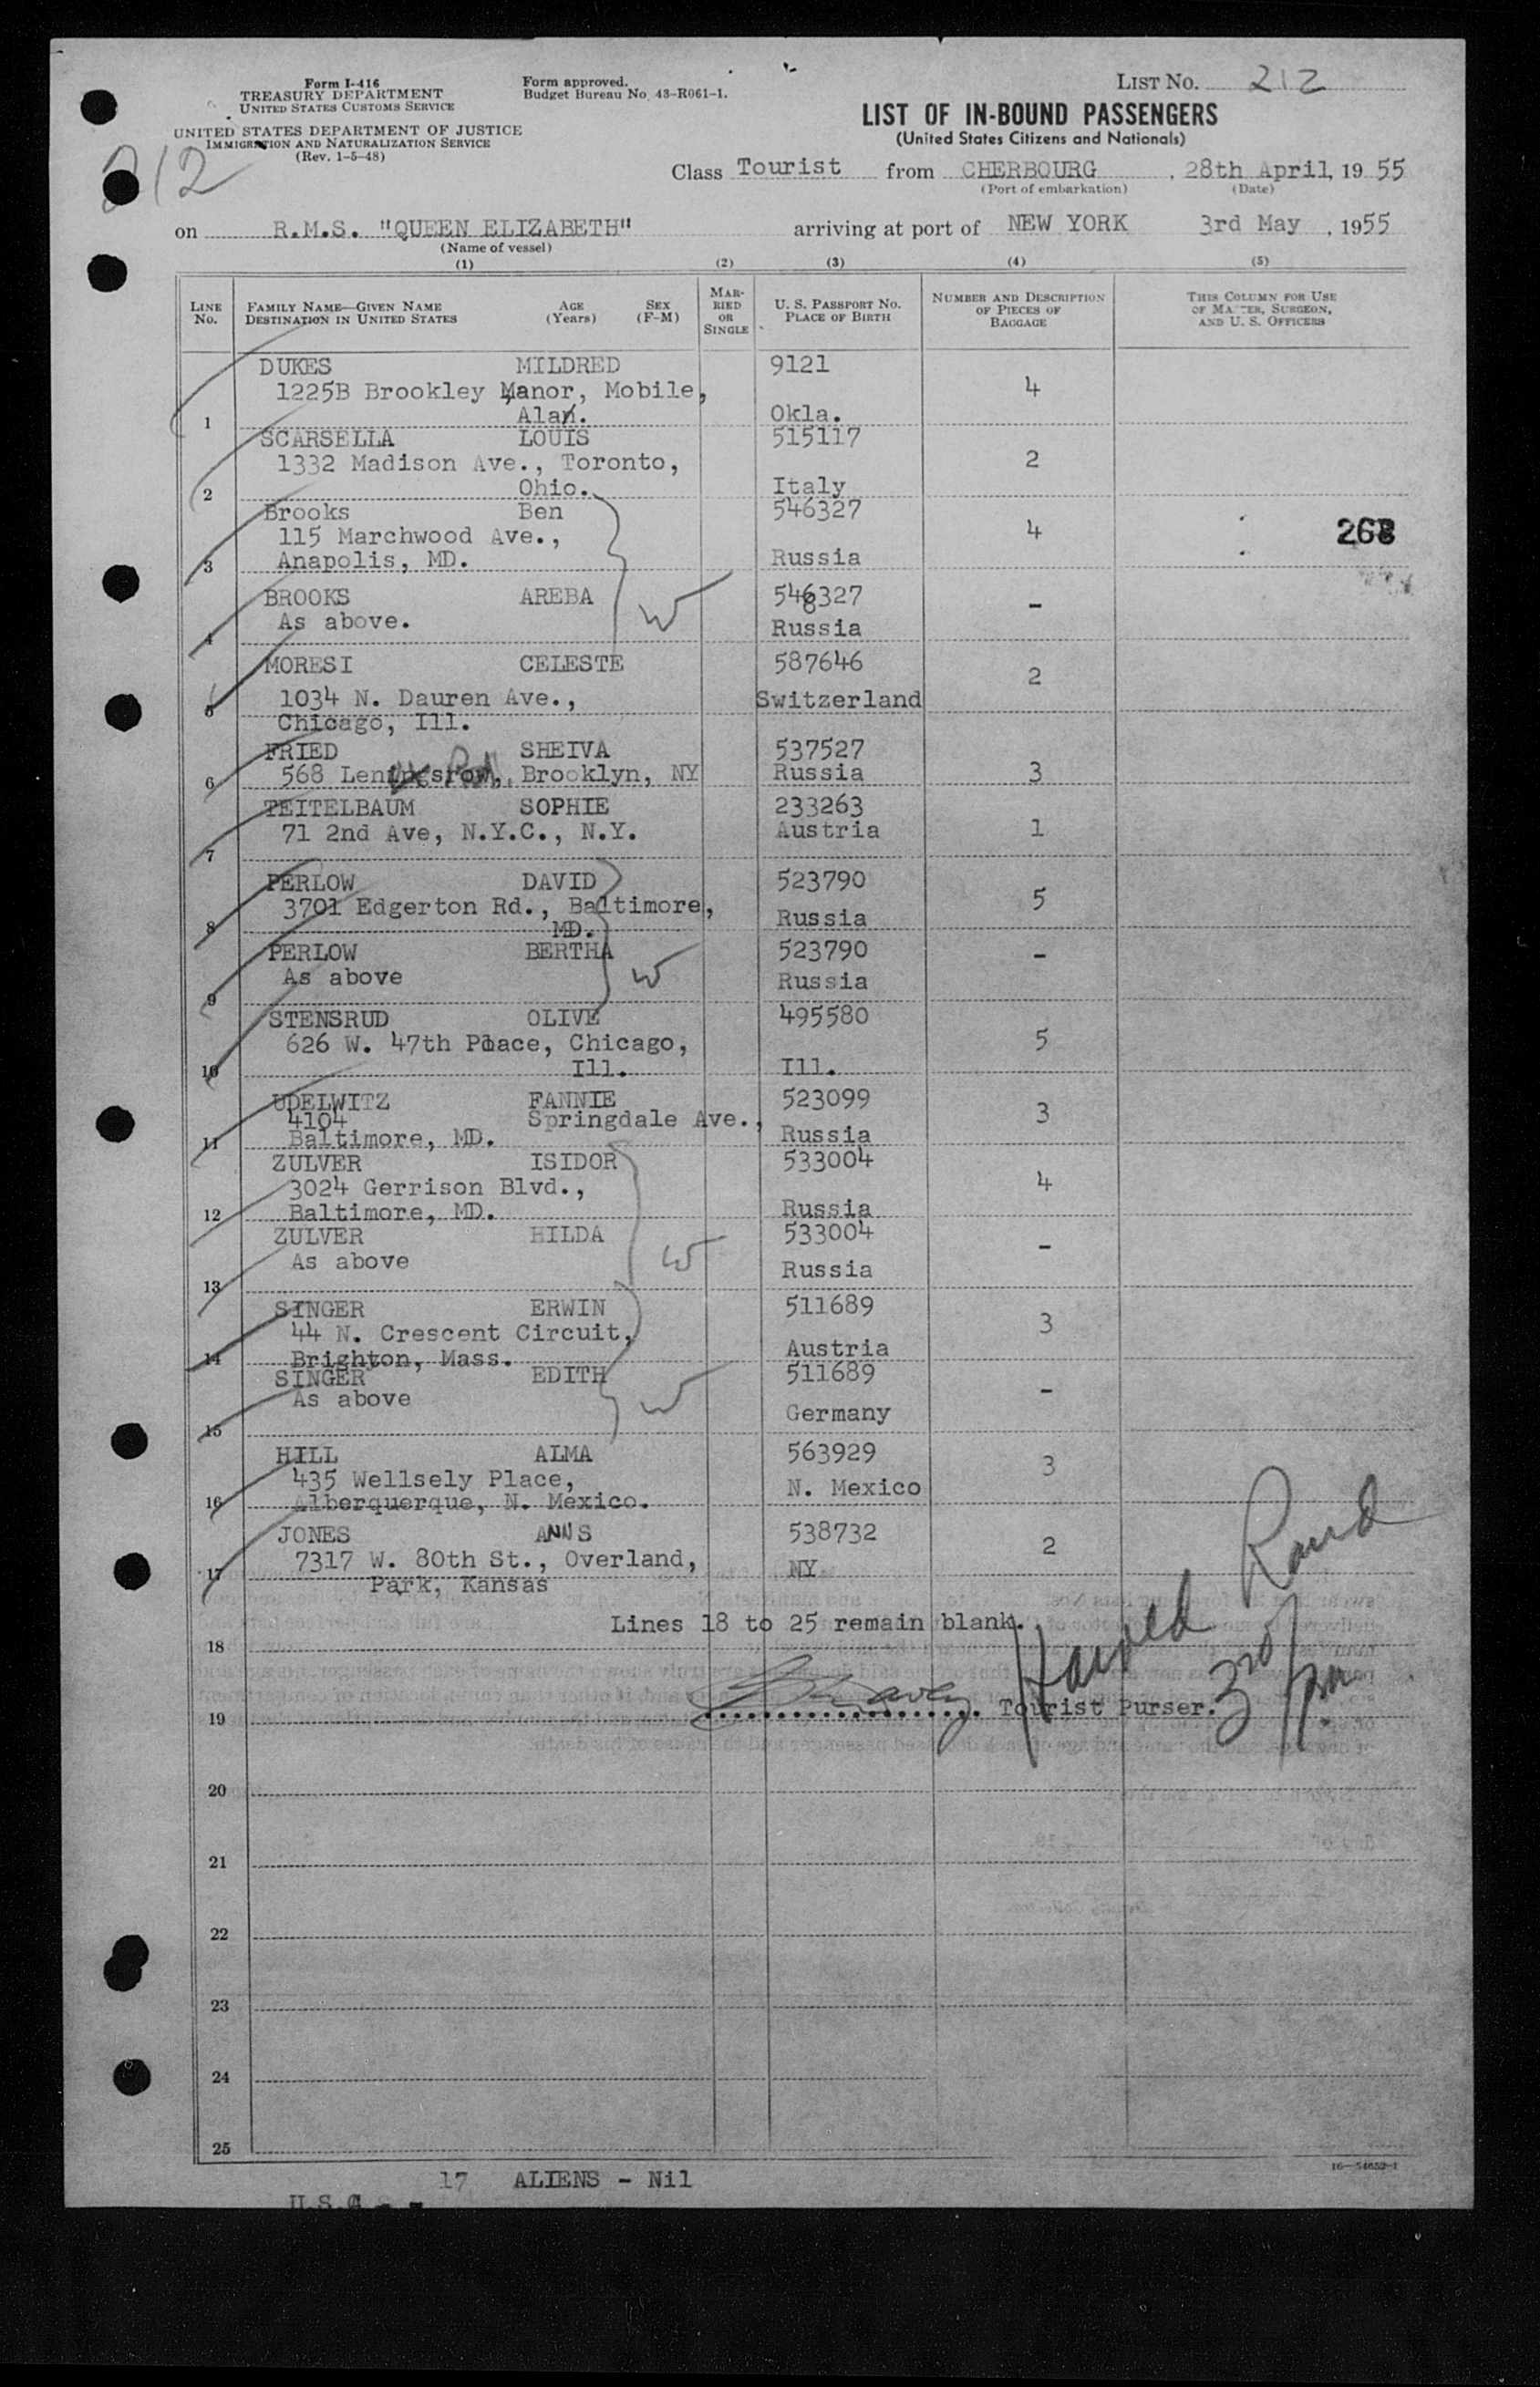 Form I-416
TREASURY DEPARTMENT
UNITED STATES CUSTOMS SERVICE
UNITED STATES DEPARTMENT OF JUSTICE
IMMIGRATION AND NATURALIZATION SERVICE
(Rev. 1-5-48)
Form approved.
Budget Bureau No. 43-R061-1.
LIST NO. 212
LIST OF IN-BOUND PASSENGERS
(United States Citizens and Nationals)
212
Class Tourist from CHERBOURG, 28th April, 1955
(Port of embarkation) (Date)
on R.M.S. "QUEEN ELIZABETH" arriving at port of NEW YORK 3rd May, 1955
(Name of vessel)
(1) (2) (3) (4) (5)
LINE No. FAMILY NAME—GIVEN NAME DESTINATION IN UNITED STATES AGE (Years) SEX (F-M) MARRIED OR SINGLE U. S. PASSPORT NO. PLACE OF BIRTH NUMBER AND DESCRIPTION OF PIECES OF BAGGAGE THIS COLUMN FOR USE OF MASTER, SURGEON, AND U. S. OFFICERS
DUKES MILDRED 9121
1225B Brookley Manor, Mobile, 4
1 Ala. Okla.
SCARSELLA LOUIS 515117
1332 Madison Ave., Toronto, 2
2 Ohio. Italy
Brooks Ben 546327
115 Marchwood Ave., 4 268
3 Anapolis, MD. Russia
BROOKS AREBA 546327 -
4 As above. W Russia
MORESI CELESTE 587646 2
5 1034 N. Dauren Ave., Switzerland
Chicago, Ill.
FRIED SHEIVA 537527
6 568 Brooklyn, NY Russia 3
TEITELBAUM SOPHIE 233263
71 2nd Ave, N.Y.C., N.Y. Austria 1
7
PERLOW DAVID 523790
3701 Edgerton Rd., Baltimore, 5
8 MD. Russia
PERLOW BERTHA 523790 -
As above W Russia
9
STENSRUD OLIVE 495580
626 W. 47th Place, Chicago, 5
10 Ill. Ill.
UDELWITZ FANNIE 523099
4104 Springdale Ave., 3
11 Baltimore, MD. Russia
ZULVER ISIDOR 533004
3024 Gerrison Blvd., 4
12 Baltimore, MD. Russia
ZULVER HILDA 533004 -
As above W Russia
13
SINGER ERWIN 511689
44 N. Crescent Circuit, 3
14 Brighton, Mass. Austria
SINGER EDITH 511689
As above W -
15 Germany
HILL ALMA 563929
435 Wellsely Place, N. Mexico 3
16 Alberquerque, N. Mexico.
JONES ANNS 538732
7317 W. 80th St., Overland, 2
17 Park, Kansas NY
Lines 18 to 25 remain blank.
18
Harold Rand
19 Tourist Purser.
20
21
22
23
24
25
16—54652-1
17 ALIENS - Nil
U.S.C. - -